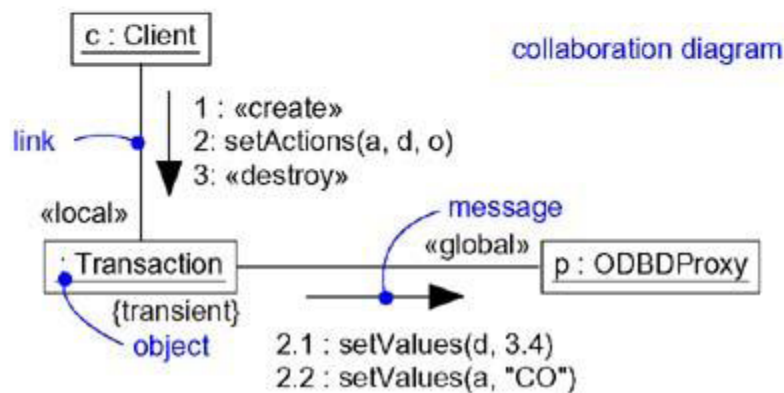 c : Client
collaboration diagram
1 : «create»
2: setActions(a, d, o)
3: «destroy»
link
«local»
message
«global»
: Transaction
p : ODBDProxy
{transient}
object
2.1 : setValues(d, 3.4)
2.2 : setValues(a, "CO")